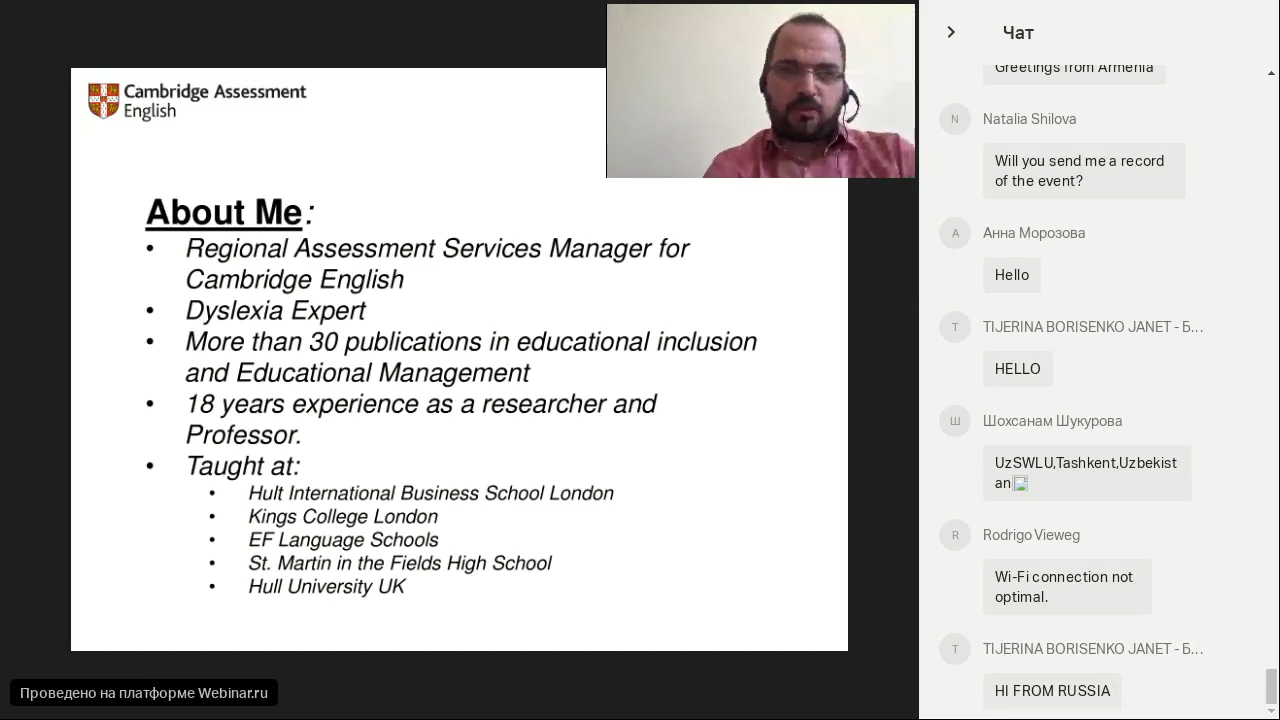 Cambridge Assessment
English
About Me:
• Regional Assessment Services Manager for
Cambridge English
• Dyslexia Expert
• More than 30 publications in educational inclusion
and Educational Management
• 18 years experience as a researcher and
Professor.
• Taught at:
• Hult International Business School London
• Kings College London
• EF Language Schools
• St. Martin in the Fields High School
• Hull University UK
Проведено на платформе Webinar.ru
Чат
Greetings from Armenia
N Natalia Shilova
Will you send me a record
of the event?
А Анна Морозова
Hello
T TIJERINA BORISENKO JANET - Б...
HELLO
Ш Шохсанам Шукурова
UzSWLU,Tashkent,Uzbekist
an
R Rodrigo Vieweg
Wi-Fi connection not
optimal.
T TIJERINA BORISENKO JANET - Б...
HI FROM RUSSIA